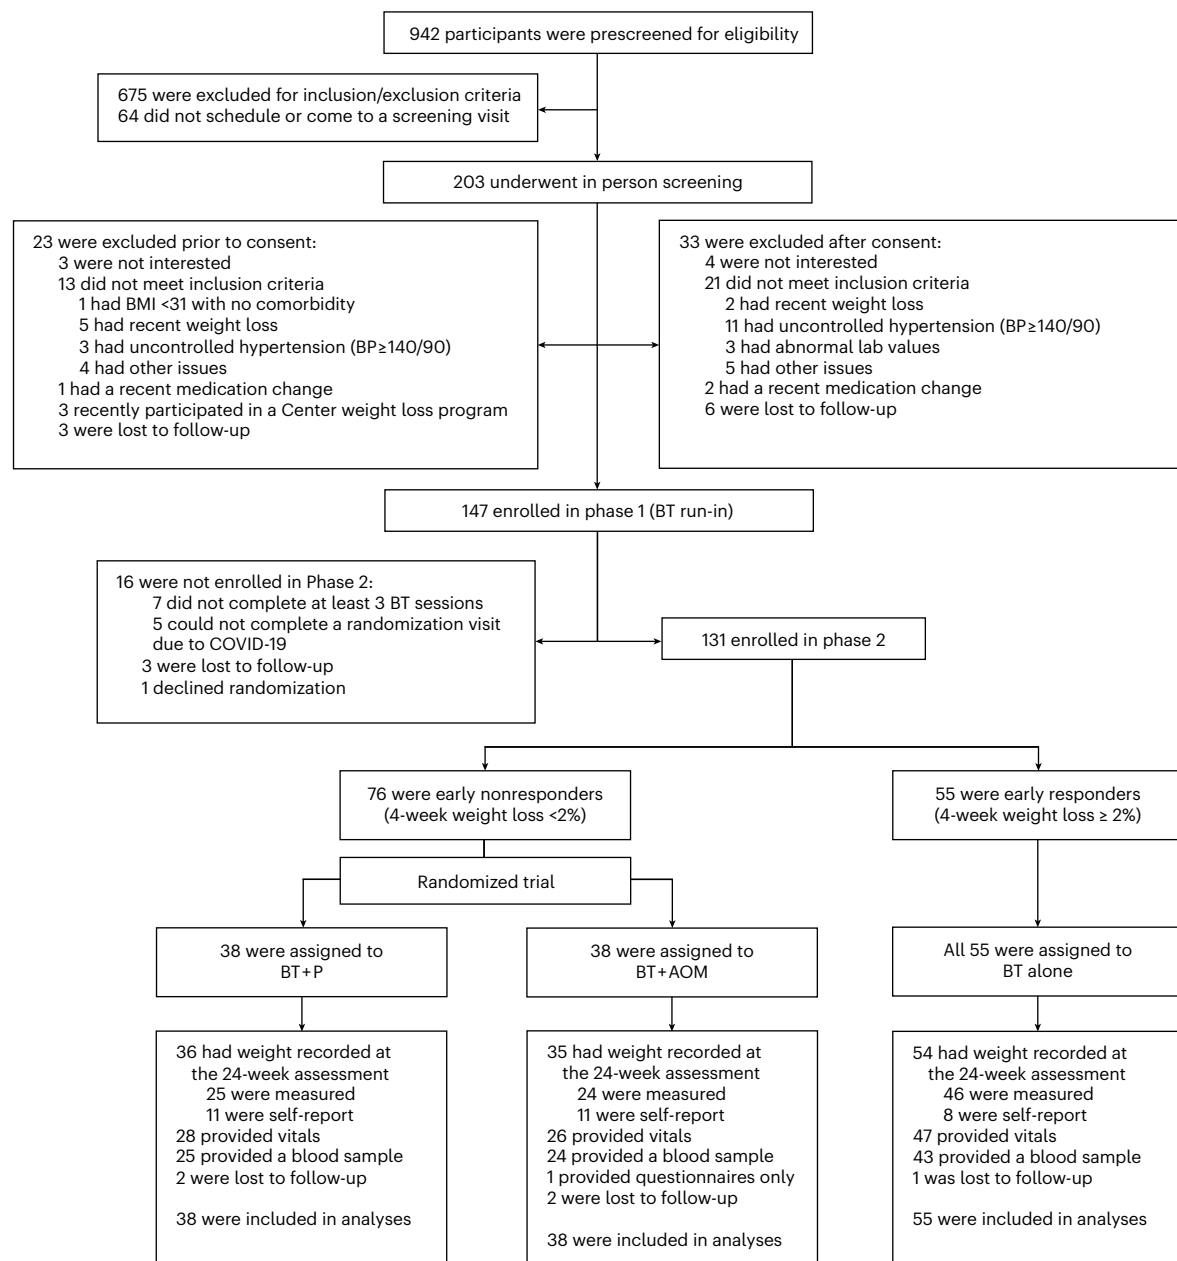 942 participants were prescreened for eligibility
675 were excluded for inclusion/exclusion criteria
64 did not schedule or come to a screening visit
203 underwent in person screening
23 were excluded prior to consent:
3 were not interested
13 did not meet inclusion criteria
1 had BMI <31 with no comorbidity
5 had recent weight loss
3 had uncontrolled hypertension (BP≥140/90)
4 had other issues
1 had a recent medication change
3 recently participated in a Center weight loss program
3 were lost to follow-up
33 were excluded after consent:
4 were not interested
21 did not meet inclusion criteria
2 had recent weight loss
11 had uncontrolled hypertension (BP≥140/90)
3 had abnormal lab values
5 had other issues
2 had a recent medication change
6 were lost to follow-up
147 enrolled in phase 1 (BT run-in)
16 were not enrolled in Phase 2:
7 did not complete at least 3 BT sessions
5 could not complete a randomization visit
due to COVID-19
3 were lost to follow-up
1 declined randomization
131 enrolled in phase 2
76 were early nonresponders
(4-week weight loss <2%)
55 were early responders
(4-week weight loss ≥ 2%)
Randomized trial
38 were assigned to
BT+P
38 were assigned to
BT+AOM
All 55 were assigned to
BT alone
36 had weight recorded at
the 24-week assessment
25 were measured
11 were self-report
28 provided vitals
25 provided a blood sample
2 were lost to follow-up
38 were included in analyses
35 had weight recorded at
the 24-week assessment
24 were measured
11 were self-report
26 provided vitals
24 provided a blood sample
1 provided questionnaires only
2 were lost to follow-up
38 were included in analyses
54 had weight recorded at
the 24-week assessment
46 were measured
8 were self-report
47 provided vitals
43 provided a blood sample
1 was lost to follow-up
55 were included in analyses